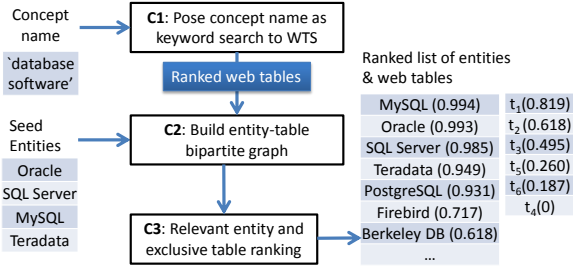 Concept
name
‘database
software’
C1: Pose concept name as
keyword search to WTS
Ranked web tables
Seed
Entities
Oracle
SQL Server
MySQL
Teradata
C2: Build entity-table
bipartite graph
C3: Relevant entity and
exclusive table ranking
Ranked list of entities
& web tables
MySQL (0.994)
Oracle (0.993)
SQL Server (0.985)
Teradata (0.949)
PostgreSQL (0.931)
Firebird (0.717)
Berkeley DB (0.618)
...
t1(0.819)
t2(0.618)
t3(0.495)
t5(0.260)
t6(0.187)
t4(0)